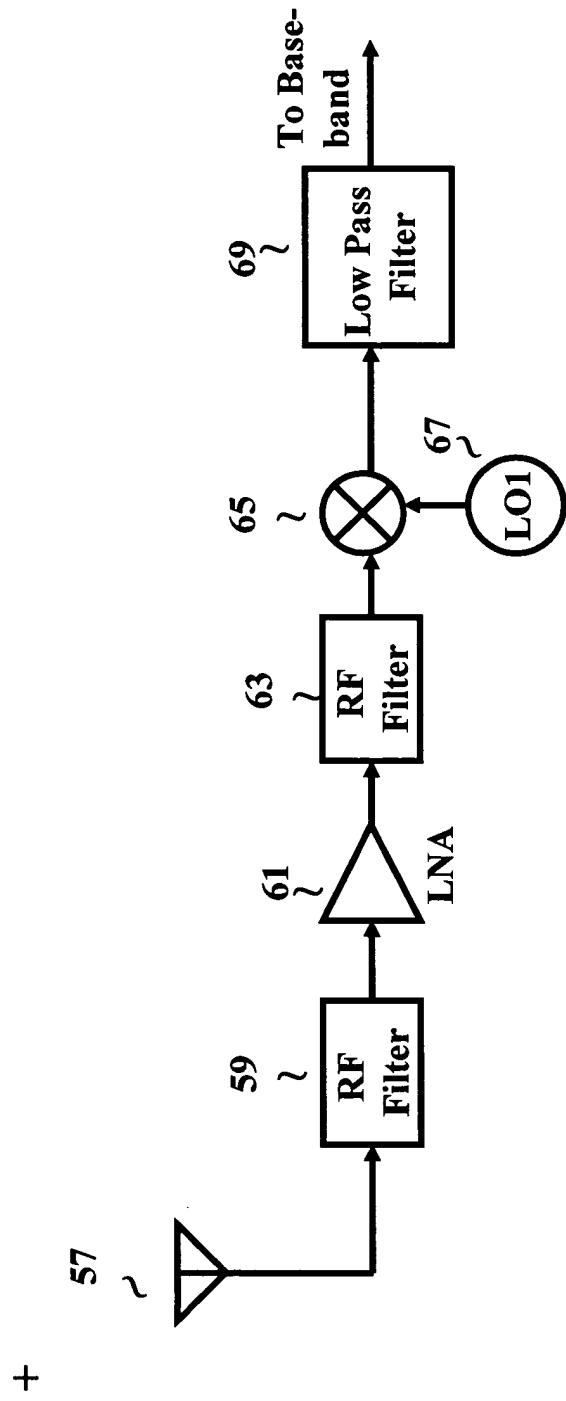 57
59
RF
Filter
61
LNA
63
RF
Filter
65
67
LO1
69
Low Pass
Filter
To Base-
band
+